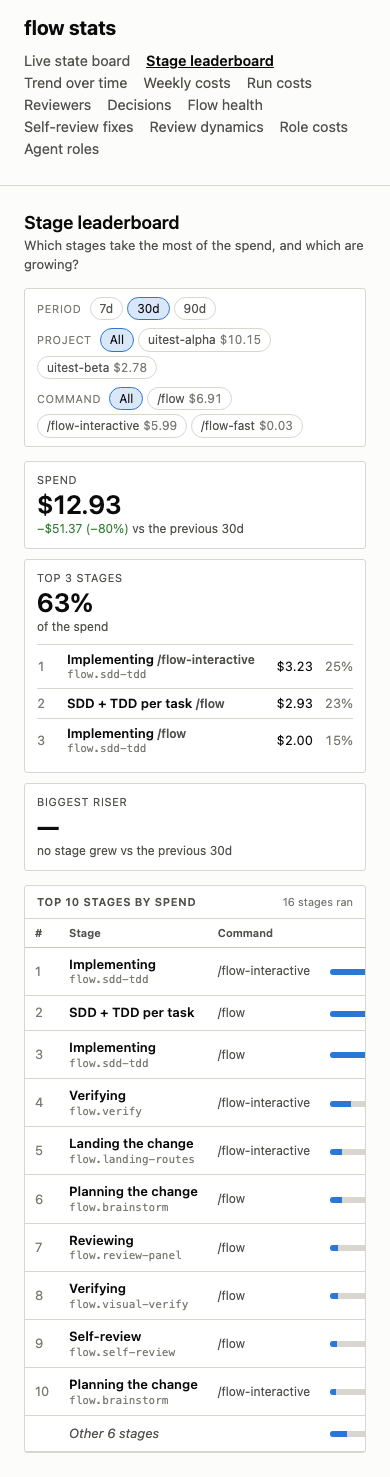 flow stats
Live state board Stage leaderboard
Trend over time Weekly costs Run costs
Reviewers Decisions Flow health
Self-review fixes Review dynamics Role costs
Agent roles
Stage leaderboard
Which stages take the most of the spend, and which are
growing?
PERIOD 7d 30d 90d
PROJECT All uitest-alpha $10.15
uitest-beta $2.78
COMMAND All /flow $6.91
/flow-interactive $5.99 /flow-fast $0.03
SPEND
$12.93
−$51.37 (−80%) vs the previous 30d
TOP 3 STAGES
63%
of the spend
1 Implementing /flow-interactive $3.23 25%
flow.sdd-tdd
2 SDD + TDD per task /flow $2.93 23%
3 Implementing /flow $2.00 15%
flow.sdd-tdd
BIGGEST RISER
—
no stage grew vs the previous 30d
TOP 10 STAGES BY SPEND 16 stages ran
# Stage Command
1 Implementing /flow-interactive
flow.sdd-tdd
2 SDD + TDD per task /flow
3 Implementing /flow
flow.sdd-tdd
4 Verifying /flow-interactive
flow.verify
5 Landing the change /flow-interactive
flow.landing-routes
6 Planning the change /flow
flow.brainstorm
7 Reviewing /flow
flow.review-panel
8 Verifying /flow
flow.visual-verify
9 Self-review /flow
flow.self-review
10 Planning the change /flow-interactive
flow.brainstorm
Other 6 stages